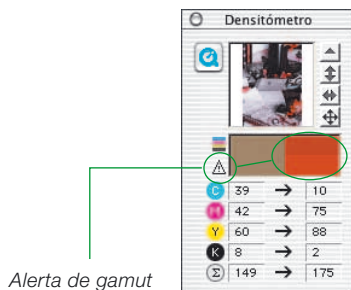 Densitómetro
C 39 → 10
M 42 → 75
Y 60 → 88
K 8 → 2
Σ 149 → 175
Alerta de gamut